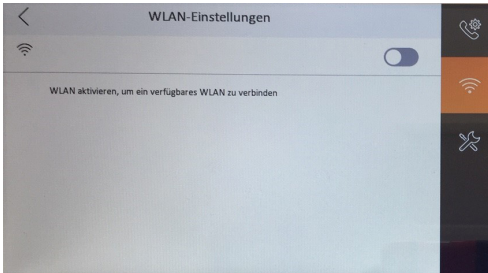 WLAN-Einstellungen
WLAN aktivieren, um ein verfügbares WLAN zu verbinden